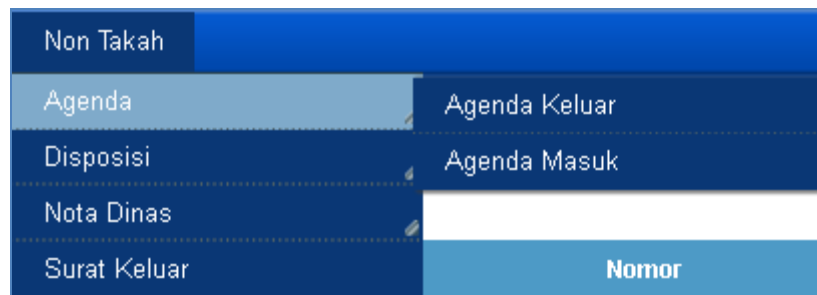 Non Takah
Agenda
Agenda Keluar
Disposisi
Agenda Masuk
Nota Dinas
Surat Keluar
Nomor